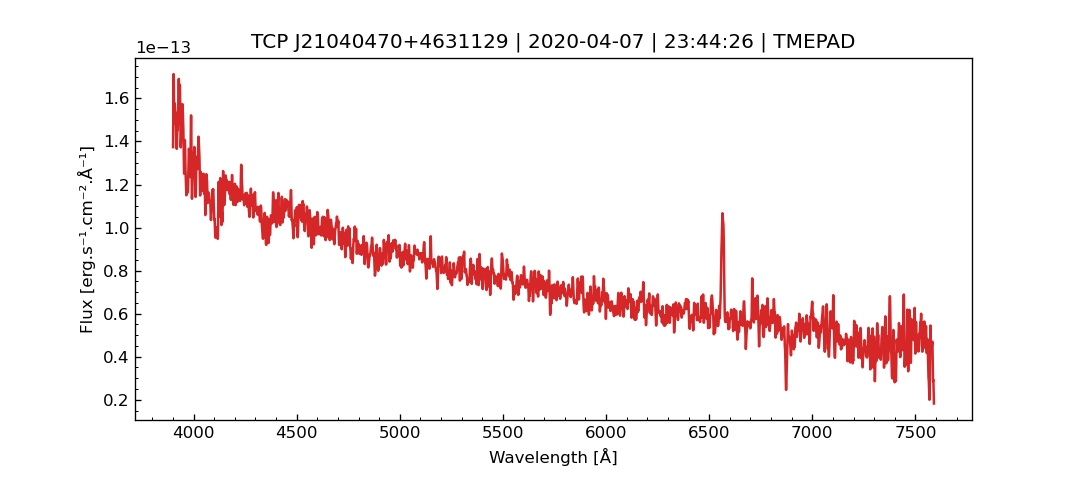 TCP J21040470+4631129 | 2020-04-07 | 23:44:26 | TMEPAD
1e−13
1.6
1.4
1.2
1.0
0.8
0.6
0.4
0.2
Flux [erg.s⁻¹.cm⁻².Å⁻¹]
4000 4500 5000 5500 6000 6500 7000 7500
Wavelength [Å]